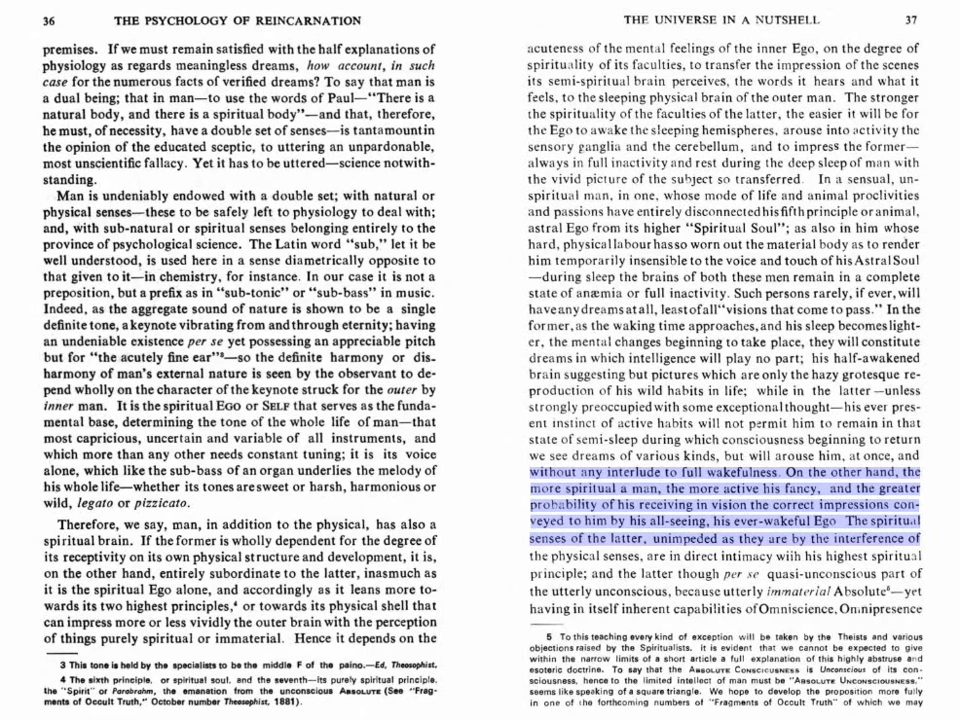 36 THE PSYCHOLOGY OF REINCARNATION
premises. If we must remain satisfied with the half explanations of
physiology as regards meaningless dreams, how account, in such
case for the numerous facts of verified dreams? To say that man is
a dual being; that in man—to use the words of Paul—"There is a
natural body, and there is a spiritual body"—and that, therefore,
he must, of necessity, have a double set of senses—is tantamount in
the opinion of the educated sceptic, to uttering an unpardonable,
most unscientific fallacy. Yet it has to be uttered—science notwith-
standing.
Man is undeniably endowed with a double set; with natural or
physical senses—these to be safely left to physiology to deal with;
and, with sub-natural or spiritual senses belonging entirely to the
province of psychological science. The Latin word "sub," let it be
well understood, is used here in a sense diametrically opposite to
that given to it—in chemistry, for instance. In our case it is not a
preposition, but a prefix as in "sub-tonic" or "sub-bass" in music.
Indeed, as the aggregate sound of nature is shown to be a single
definite tone, a keynote vibrating from and through eternity; having
an undeniable existence per se yet possessing an appreciable pitch
but for "the acutely fine ear"³—so the definite harmony or dis-
harmony of man's external nature is seen by the observant to de-
pend wholly on the character of the keynote struck for the outer by
inner man. It is the spiritual EGO or SELF that serves as the funda-
mental base, determining the tone of the whole life of man—that
most capricious, uncertain and variable of all instruments, and
which more than any other needs constant tuning; it is its voice
alone, which like the sub-bass of an organ underlies the melody of
his whole life—whether its tones are sweet or harsh, harmonious or
wild, legato or pizzicato.
Therefore, we say, man, in addition to the physical, has also a
spiritual brain. If the former is wholly dependent for the degree of
its receptivity on its own physical structure and development, it is,
on the other hand, entirely subordinate to the latter, inasmuch as
it is the spiritual Ego alone, and accordingly as it leans more to-
wards its two highest principles,⁴ or towards its physical shell that
can impress more or less vividly the outer brain with the perception
of things purely spiritual or immaterial. Hence it depends on the
3 This tone is held by the specialists to be the middle F of the paino.—Ed, Theosophist.
4 The sixth principle, or spiritual soul, and the seventh—its purely spiritual principle,
the "Spirit" or Parabrahm, the emanation from the unconscious ABSOLUTE (See "Frag-
ments of Occult Truth," October number Theosophist, 1881).
THE UNIVERSE IN A NUTSHELL 37
acuteness of the mental feelings of the inner Ego, on the degree of
spirituality of its faculties, to transfer the impression of the scenes
its semi-spiritual brain perceives, the words it hears and what it
feels, to the sleeping physical brain of the outer man. The stronger
the spirituality of the faculties of the latter, the easier it will be for
the Ego to awake the sleeping hemispheres, arouse into activity the
sensory ganglia and the cerebellum, and to impress the former—
always in full inactivity and rest during the deep sleep of man with
the vivid picture of the subject so transferred. In a sensual, un-
spiritual man, in one, whose mode of life and animal proclivities
and passions have entirely disconnected his fifth principle or animal,
astral Ego from its higher "Spiritual Soul"; as also in him whose
hard, physical labour has so worn out the material body as to render
him temporarily insensible to the voice and touch of his Astral Soul
—during sleep the brains of both these men remain in a complete
state of anæmia or full inactivity. Such persons rarely, if ever, will
have any dreams at all, least of all "visions that come to pass." In the
former, as the waking time approaches, and his sleep becomes light-
er, the mental changes beginning to take place, they will constitute
dreams in which intelligence will play no part; his half-awakened
brain suggesting but pictures which are only the hazy grotesque re-
production of his wild habits in life; while in the latter—unless
strongly preoccupied with some exceptional thought—his ever pres-
ent instinct of active habits will not permit him to remain in that
state of semi-sleep during which consciousness beginning to return
we see dreams of various kinds, but will arouse him, at once, and
without any interlude to full wakefulness. On the other hand, the
more spiritual a man, the more active his fancy, and the greater
probability of his receiving in vision the correct impressions con-
veyed to him by his all-seeing, his ever-wakeful Ego The spiritual
senses of the latter, unimpeded as they are by the interference of
the physical senses, are in direct intimacy wiih his highest spiritual
principle; and the latter though per se quasi-unconscious part of
the utterly unconscious, because utterly immaterial Absolute⁵—yet
having in itself inherent capabilities of Omniscience, Omnipresence
5 To this teaching every kind of exception will be taken by the Theists and various
objections raised by the Spiritualists. It is evident that we cannot be expected to give
within the narrow limits of a short article a full explanation of this highly abstruse and
esoteric doctrine. To say that the ABSOLUTE CONSCIOUSNESS is Unconscious of its con-
sciousness, hence to the limited intellect of man must be "ABSOLUTE UNCONSCIOUSNESS."
seems like speaking of a square triangle. We hope to develop the proposition more fully
in one of the forthcoming numbers of "Fragments of Occult Truth" of which we may